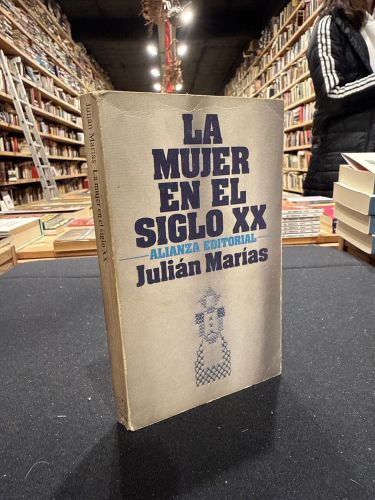 LA
MUJER
EN EL
SIGLO XX
ALIANZA EDITORIAL
Julián Marías
Julián Marías La mujer en el siglo XX